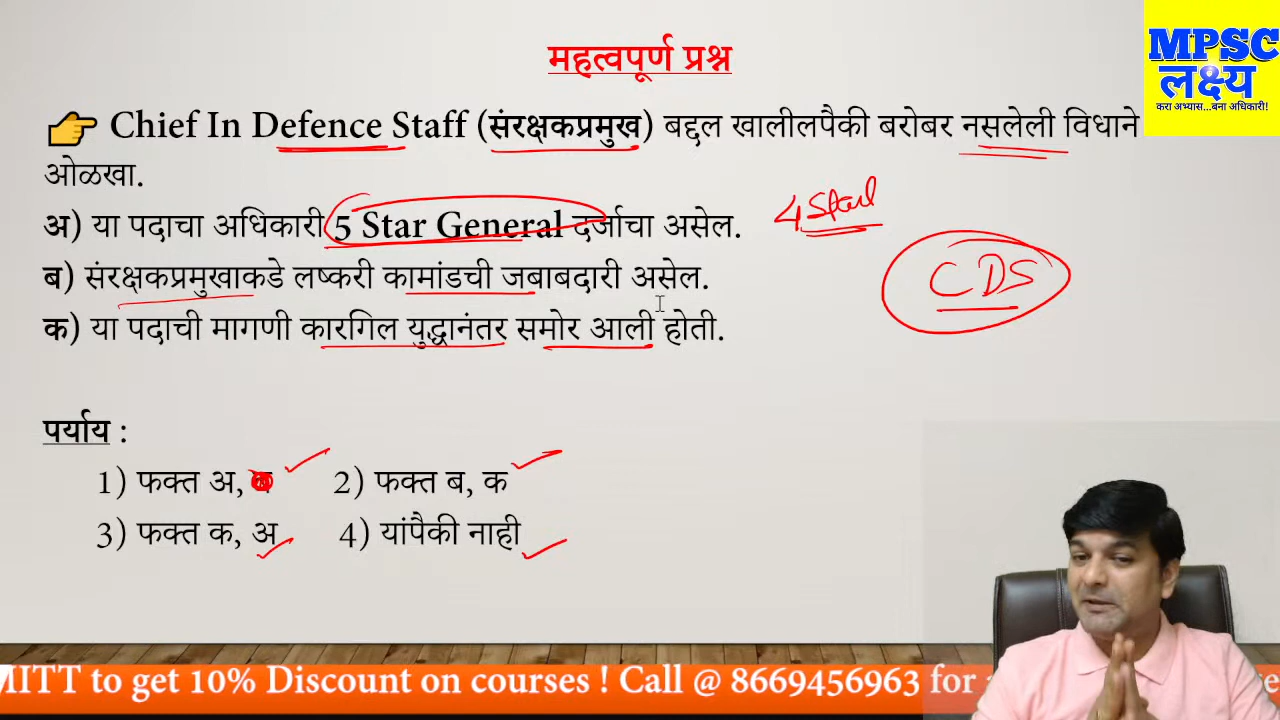 महत्वपूर्ण प्रश्न
MPSC
लक्ष्य
करा अभ्यास...बना अधिकारी!
👉 Chief In Defence Staff (संरक्षकप्रमुख) बद्दल खालीलपैकी बरोबर नसलेली विधाने
ओळखा.
अ) या पदाचा अधिकारी 5 Star General दर्जाचा असेल.
4 Star
ब) संरक्षकप्रमुखाकडे लष्करी कामांडची जबाबदारी असेल.
CDS
क) या पदाची मागणी कारगिल युद्धानंतर समोर आली होती.
पर्याय :
1) फक्त अ, 2) फक्त ब, क
3) फक्त क, अ 4) यांपैकी नाही
MITT to get 10% Discount on courses ! Call @ 8669456963 for